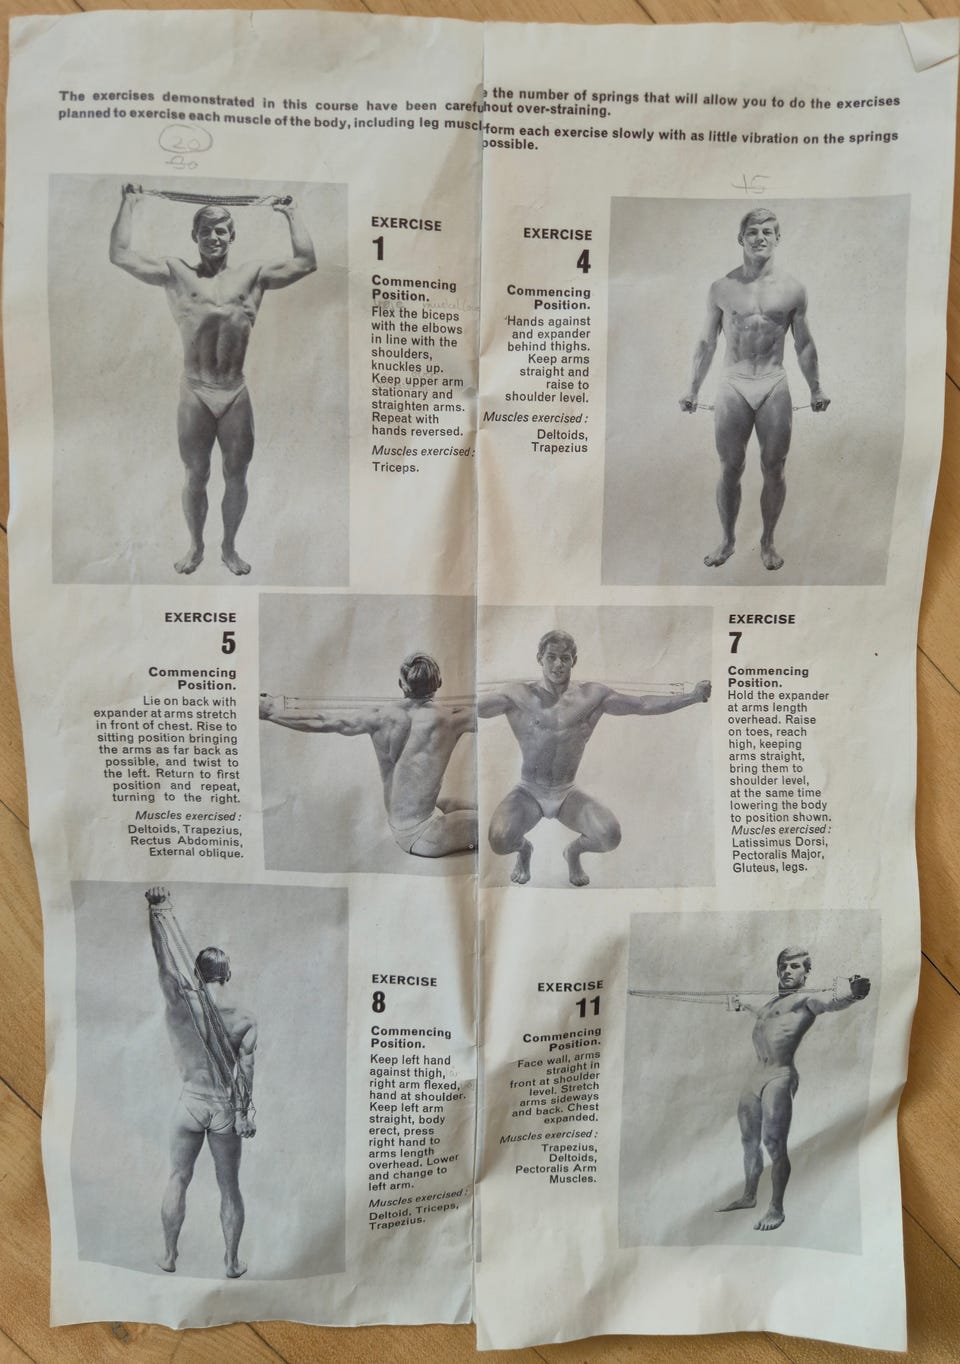 The exercises demonstrated in this course have been carefu
planned to exercise each muscle of the body, including leg muscl
the number of springs that will allow you to do the exercises
hout over-straining.
form each exercise slowly with as little vibration on the springs
possible.
20
30
EXERCISE
1
Commencing
Position.
Flex the biceps
with the elbows
in line with the
shoulders,
knuckles up.
Keep upper arm
stationary and
straighten arms.
Repeat with
hands reversed.
Muscles exercised:
Triceps.
15
EXERCISE
4
Commencing
Position.
'Hands against
and expander
behind thighs.
Keep arms
straight and
raise to
shoulder level.
Muscles exercised:
Deltoids,
Trapezius
EXERCISE
5
Commencing
Position.
Lie on back with
expander at arms stretch
in front of chest. Rise to
sitting position bringing
the arms as far back as
possible, and twist to
the left. Return to first
position and repeat,
turning to the right.
Muscles exercised:
Deltoids, Trapezius,
Rectus Abdominis,
External oblique.
EXERCISE
7
Commencing
Position.
Hold the expander
at arms length
overhead. Raise
on toes, reach
high, keeping
arms straight,
bring them to
shoulder level,
at the same time
lowering the body
to position shown.
Muscles exercised:
Latissimus Dorsi,
Pectoralis Major,
Gluteus, legs.
EXERCISE
8
Commencing
Position.
Keep left hand
against thigh,
right arm flexed,
hand at shoulder.
Keep left arm
straight, body
erect, press
right hand to
arms length
overhead. Lower
and change to
left arm.
Muscles exercised:
Deltoid, Triceps,
Trapezius.
EXERCISE
11
Commencing
Position.
Face wall, arms
straight in
front at shoulder
level. Stretch
arms sideways
and back. Chest
expanded.
Muscles exercised:
Trapezius,
Deltoids,
Pectoralis Arm
Muscles.